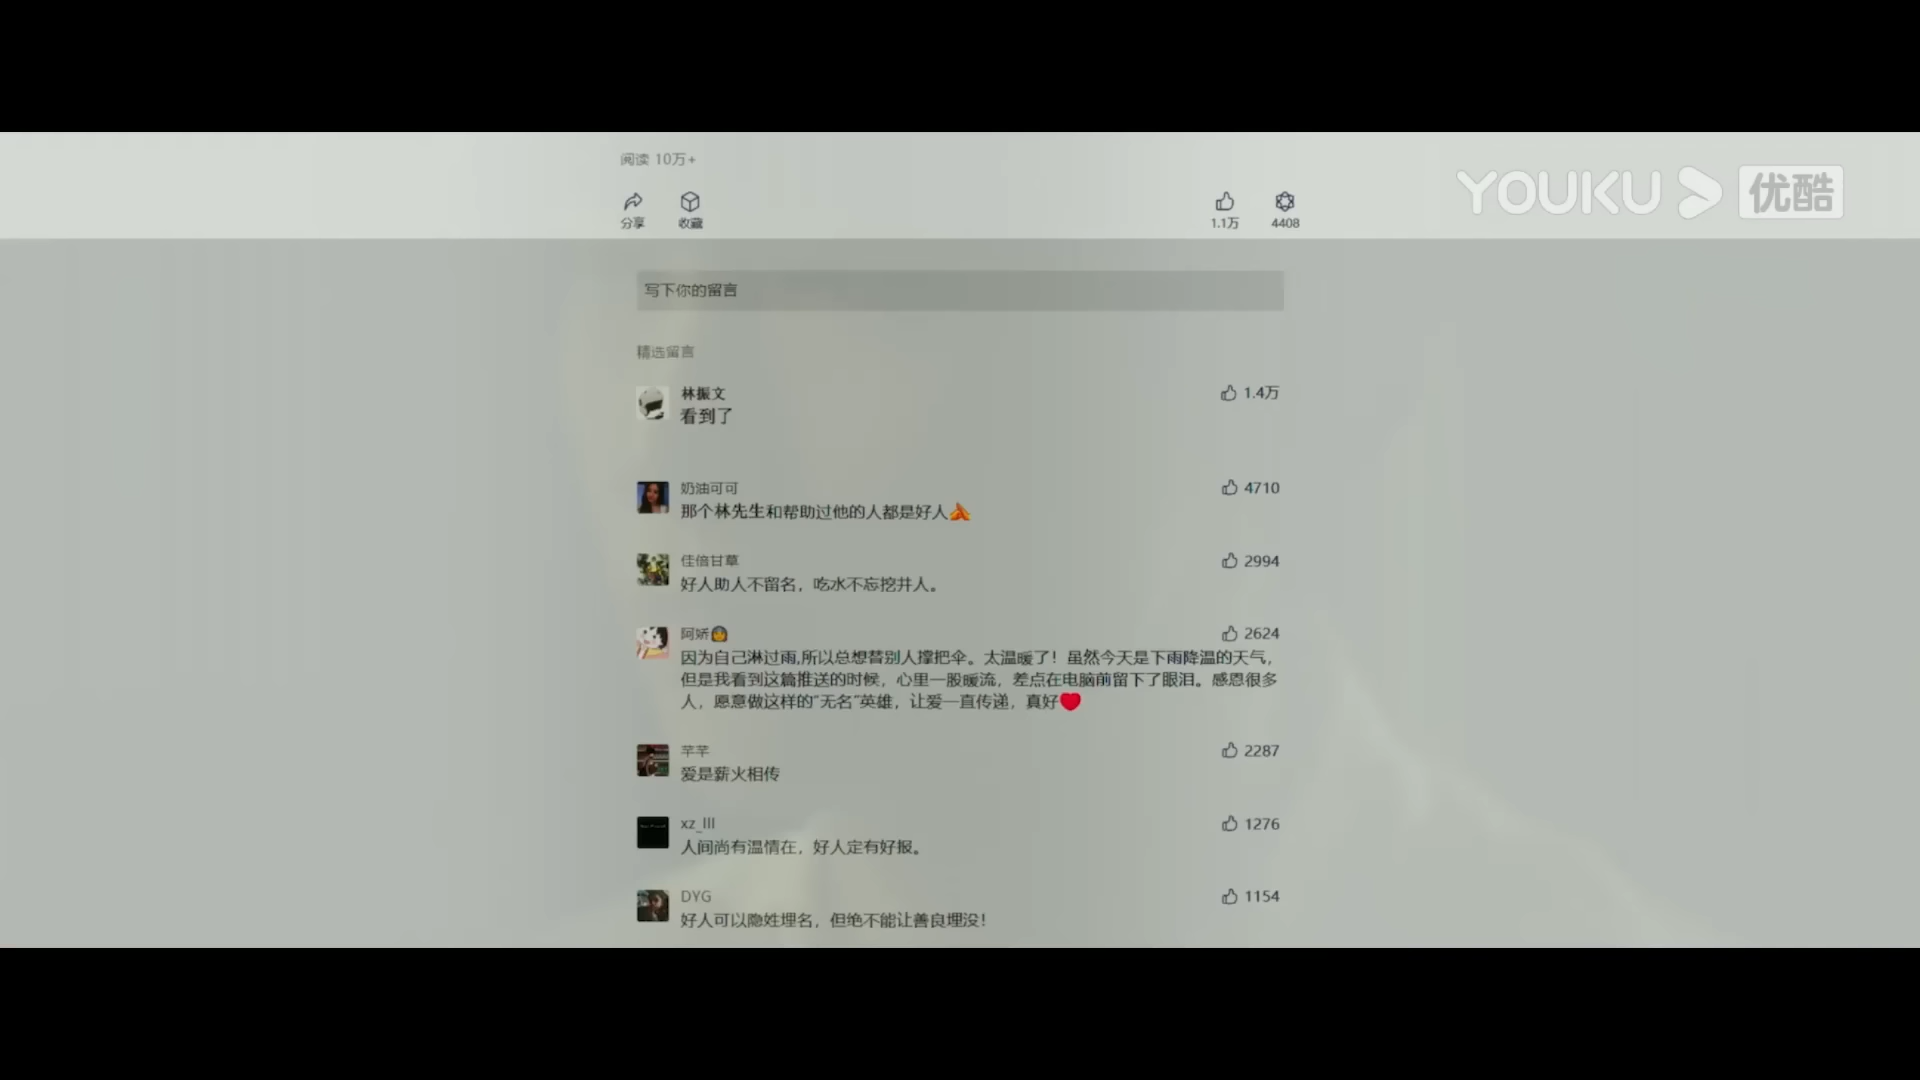 阅读 10万+
YOUKU 优酷
分享 收藏 1.1万 4408
写下你的留言
精选留言
林振文 1.4万
看到了
奶油可可 4710
那个林先生和帮助过他的人都是好人
佳倍甘草 2994
好人助人不留名，吃水不忘挖井人。
阿娇 2624
因为自己淋过雨,所以总想替别人撑把伞。太温暖了！虽然今天是下雨降温的天气，
但是我看到这篇推送的时候，心里一股暖流，差点在电脑前留下了眼泪。感恩很多
人，愿意做这样的“无名”英雄，让爱一直传递，真好
芊芊 2287
爱是薪火相传
xz_lll 1276
人间尚有温情在，好人定有好报。
DYG 1154
好人可以隐姓埋名，但绝不能让善良埋没！